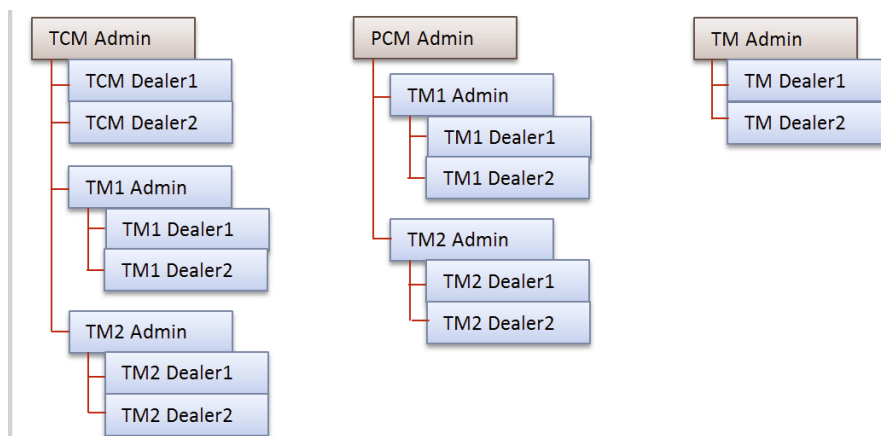 TCM Admin
TCM Dealer1
TCM Dealer2
TM1 Admin
TM1 Dealer1
TM1 Dealer2
TM2 Admin
TM2 Dealer1
TM2 Dealer2
PCM Admin
TM1 Admin
TM1 Dealer1
TM1 Dealer2
TM2 Admin
TM2 Dealer1
TM2 Dealer2
TM Admin
TM Dealer1
TM Dealer2